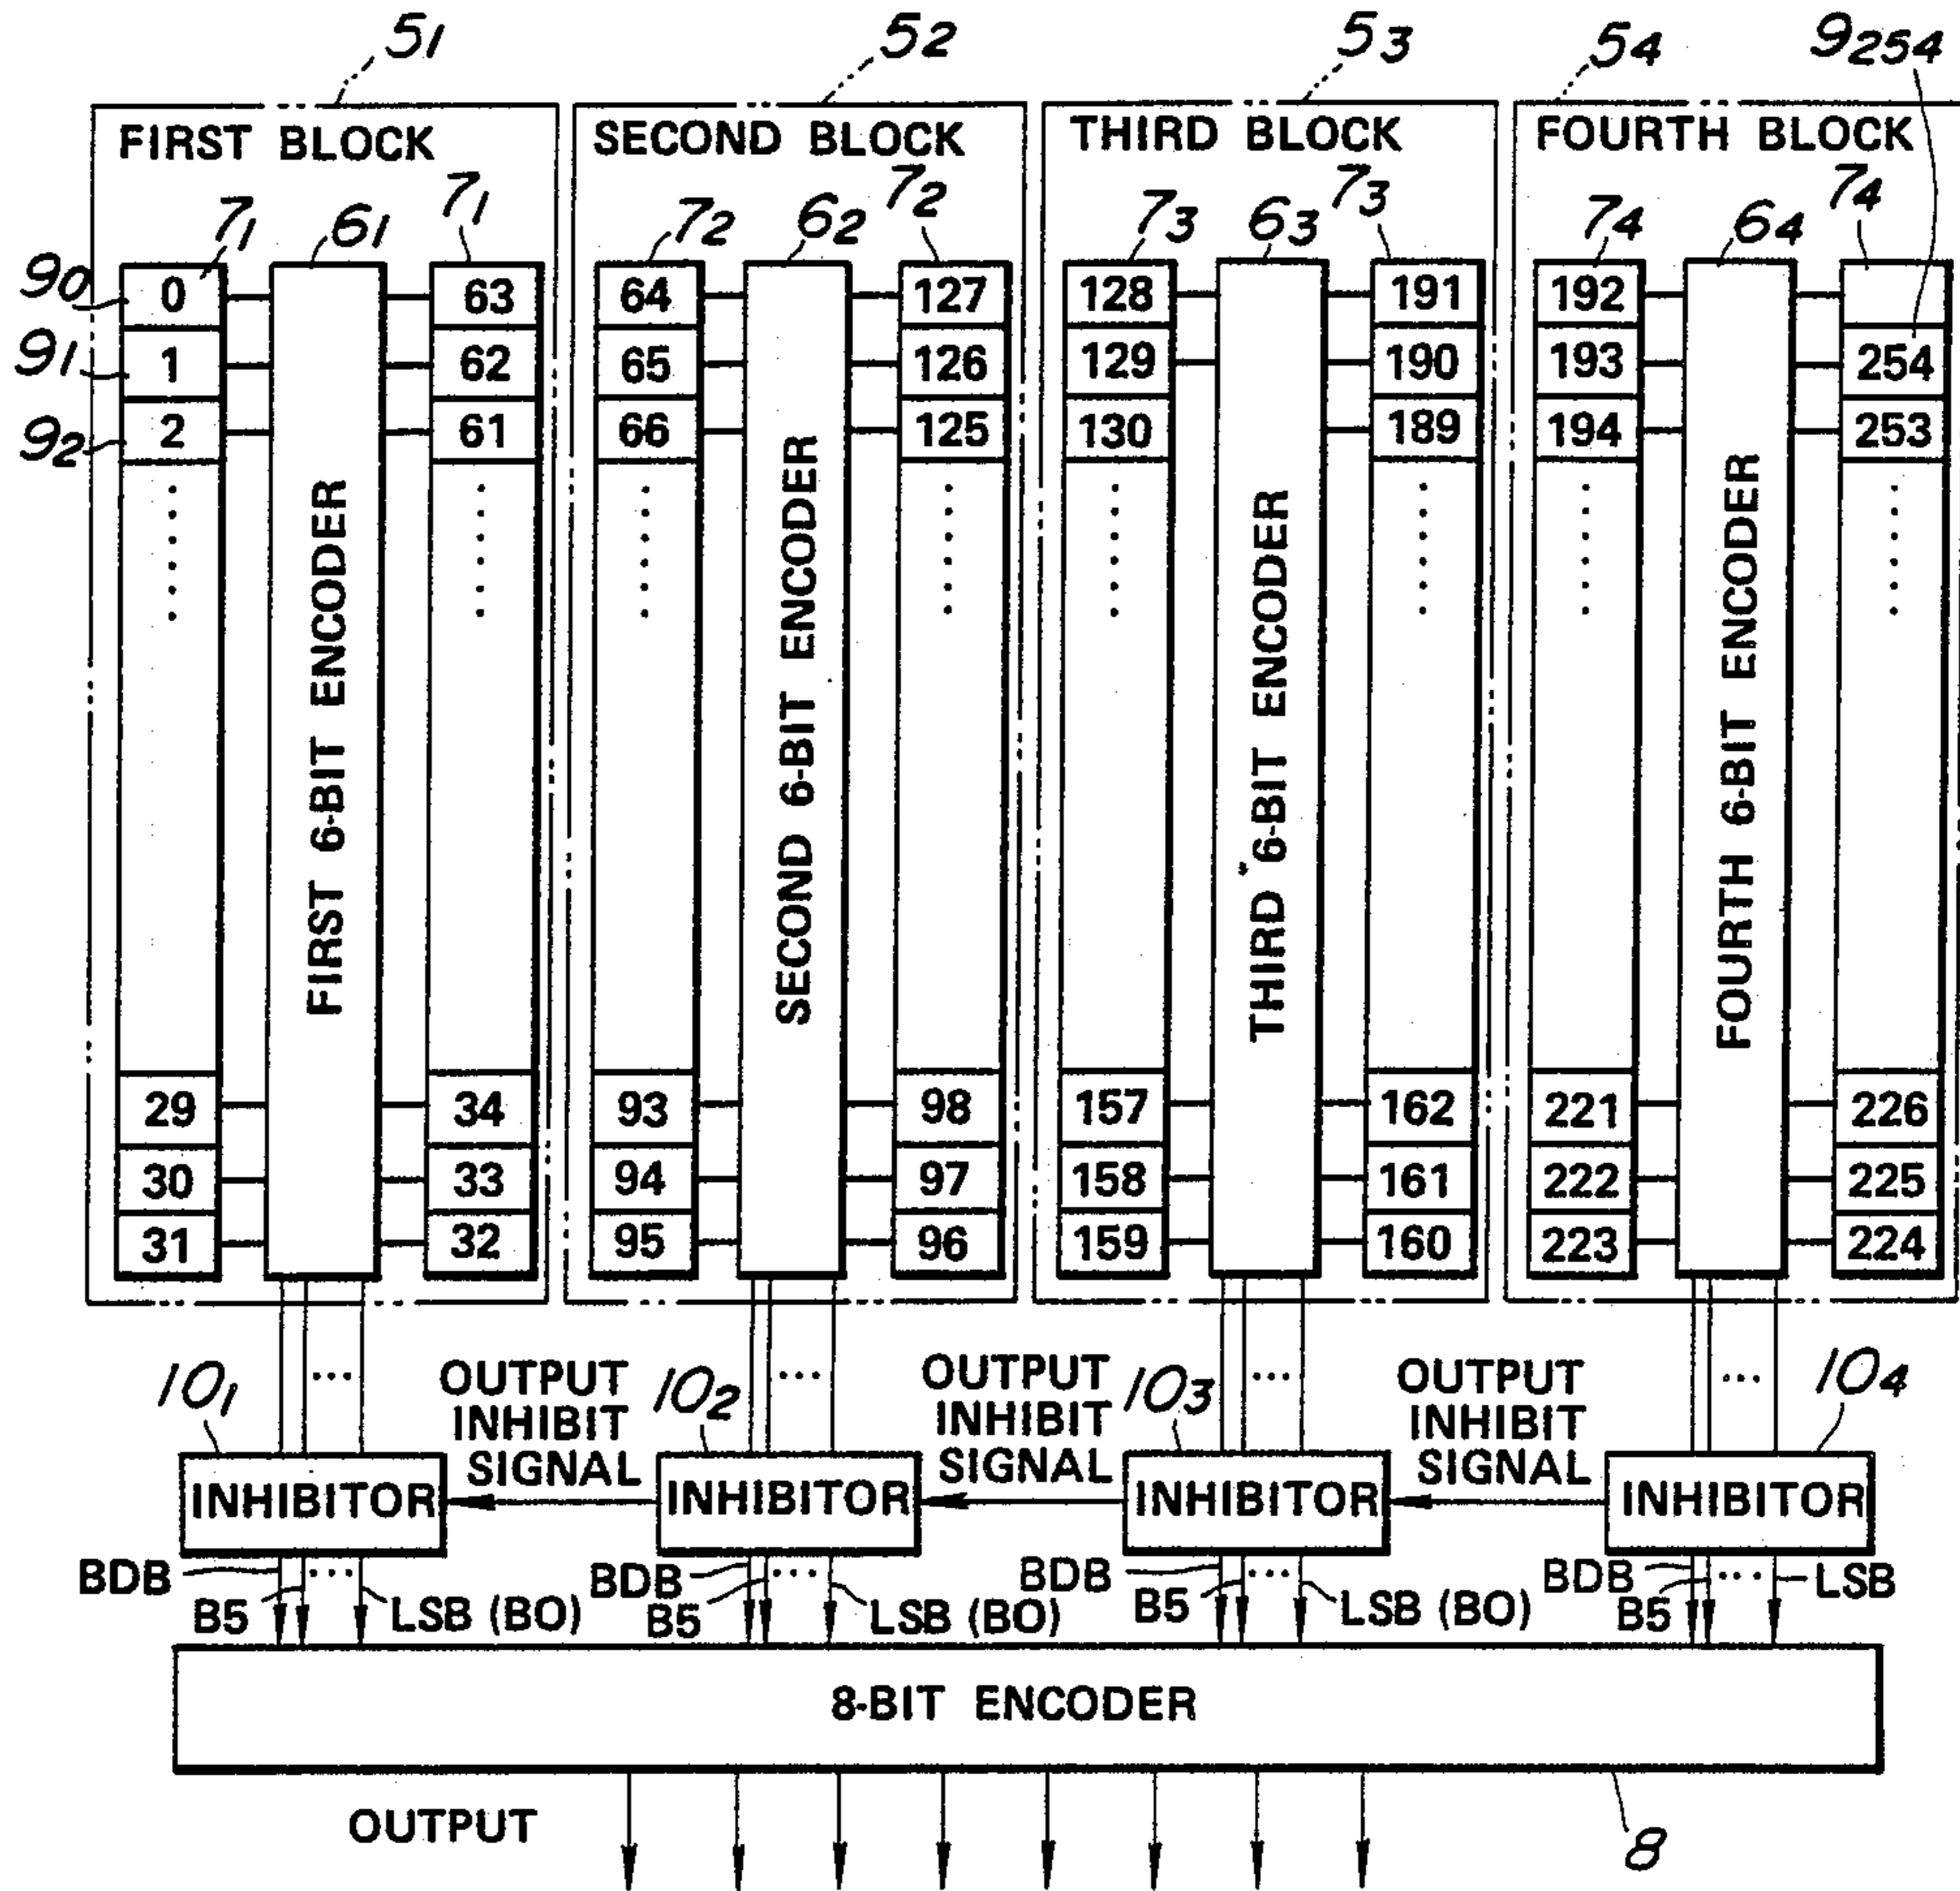 51 52 53 54 9254
FIRST BLOCK SECOND BLOCK THIRD BLOCK FOURTH BLOCK
71 61 71 72 62 72 73 63 73 74 64 74
90 0 63 64 127 128 191 192
91 1 62 65 126 129 190 193 254
92 2 61 66 125 130 189 194 253
FIRST 6-BIT ENCODER
SECOND 6-BIT ENCODER
THIRD 6-BIT ENCODER
FOURTH 6-BIT ENCODER
29 34 93 98 157 162 221 226
30 33 94 97 158 161 222 225
31 32 95 96 159 160 223 224
101 OUTPUT INHIBIT SIGNAL 102 OUTPUT INHIBIT SIGNAL 103 OUTPUT INHIBIT SIGNAL 104
INHIBITOR INHIBITOR INHIBITOR INHIBITOR
BDB BDB BDB BDB LSB
B5 LSB (BO) B5 LSB (BO) B5 LSB (BO) B5
8-BIT ENCODER
OUTPUT 8